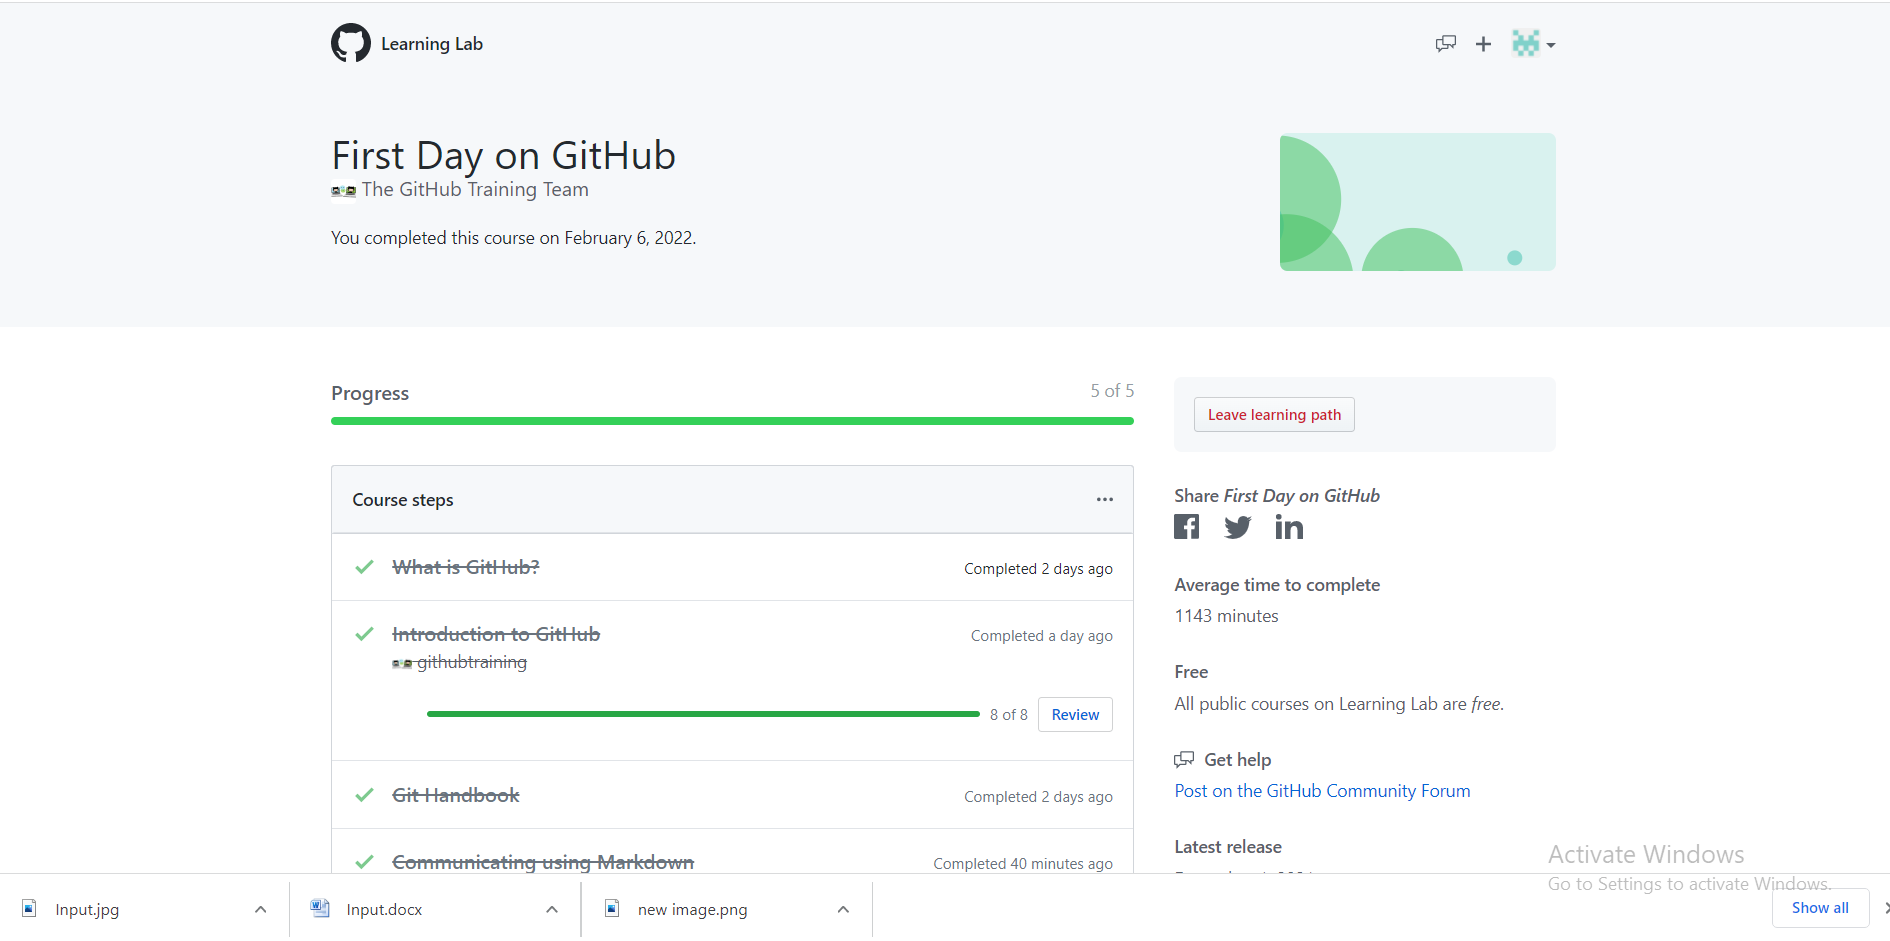 Learning Lab
First Day on GitHub
The GitHub Training Team
You completed this course on February 6, 2022.
Progress
5 of 5
Leave learning path
Course steps
What is GitHub?
Completed 2 days ago
Introduction to GitHub
Completed a day ago
githubtraining
8 of 8
Review
Git Handbook
Completed 2 days ago
Communicating using Markdown
Completed 40 minutes ago
Share First Day on GitHub
Average time to complete
1143 minutes
Free
All public courses on Learning Lab are free.
Get help
Post on the GitHub Community Forum
Latest release
Activate Windows
Go to Settings to activate Windows.
Input.jpg
Input.docx
new image.png
Show all